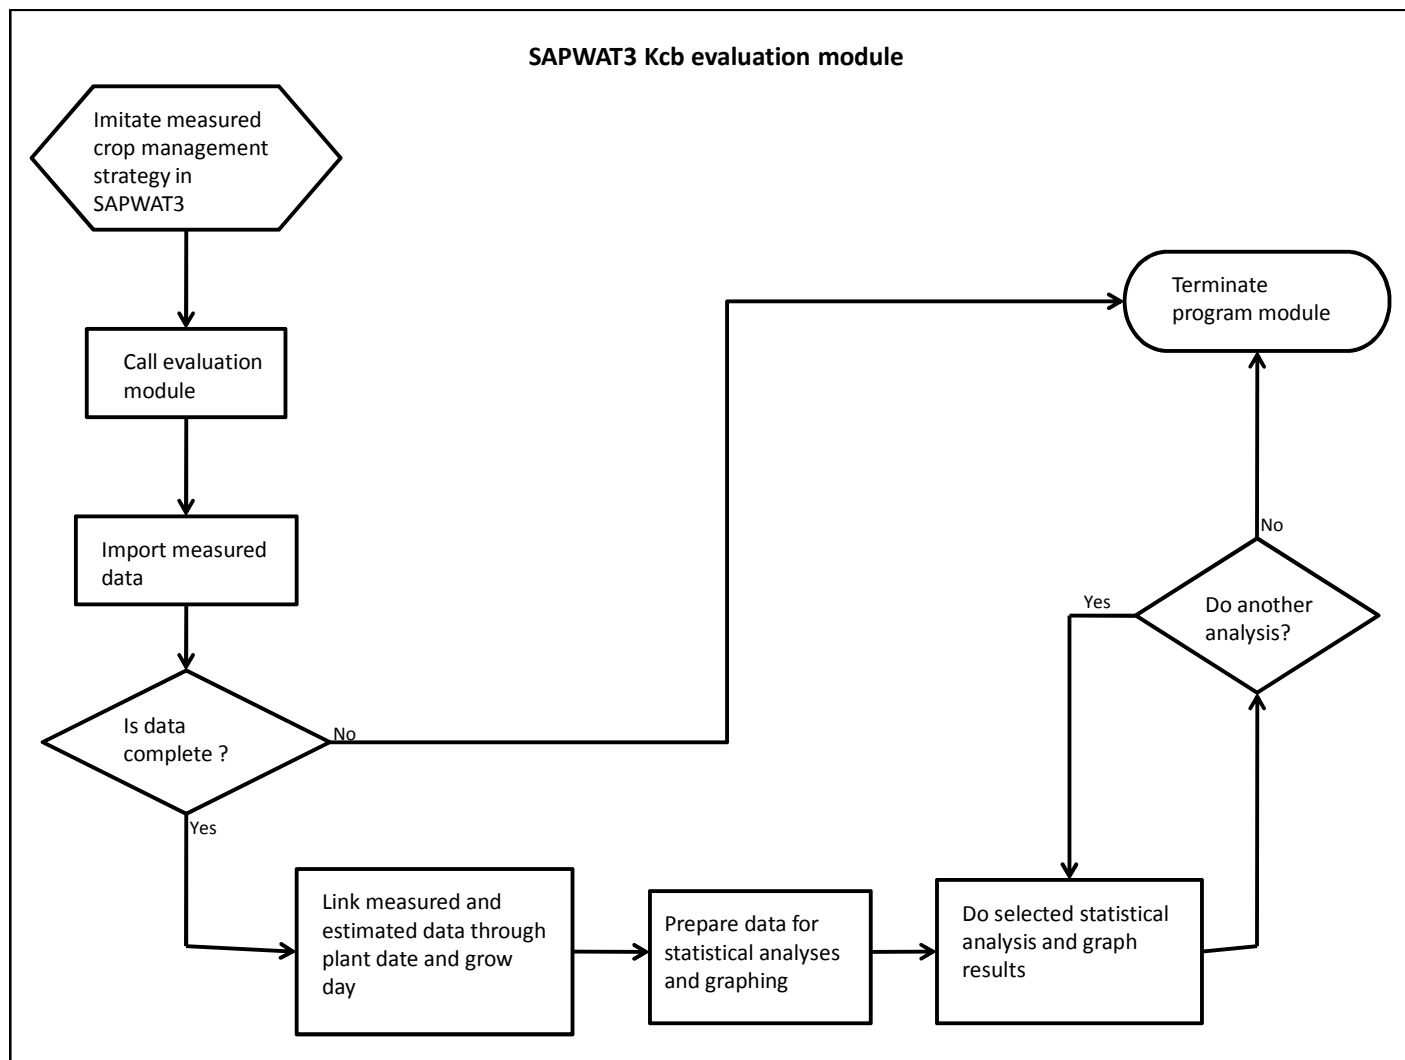 SAPWAT3 Kcb evaluation module
Imitate measured
crop management
strategy in
SAPWAT3
Call evaluation
module
Import measured
data
Is data
complete ?
No
Yes
Link measured and
estimated data through
plant date and grow
day
Prepare data for
statistical analyses
and graphing
Do selected statistical
analysis and graph
results
Do another
analysis?
Yes
No
Terminate
program module